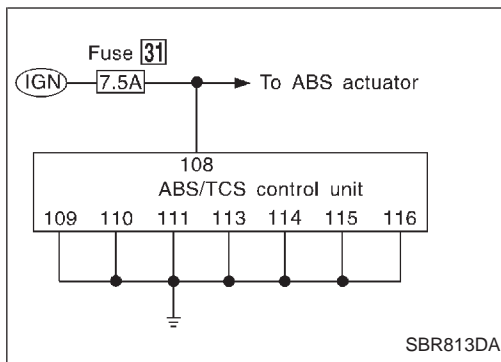 Fuse 31
IGN 7.5A To ABS actuator
108
ABS/TCS control unit
109 110 111 113 114 115 116
SBR813DA